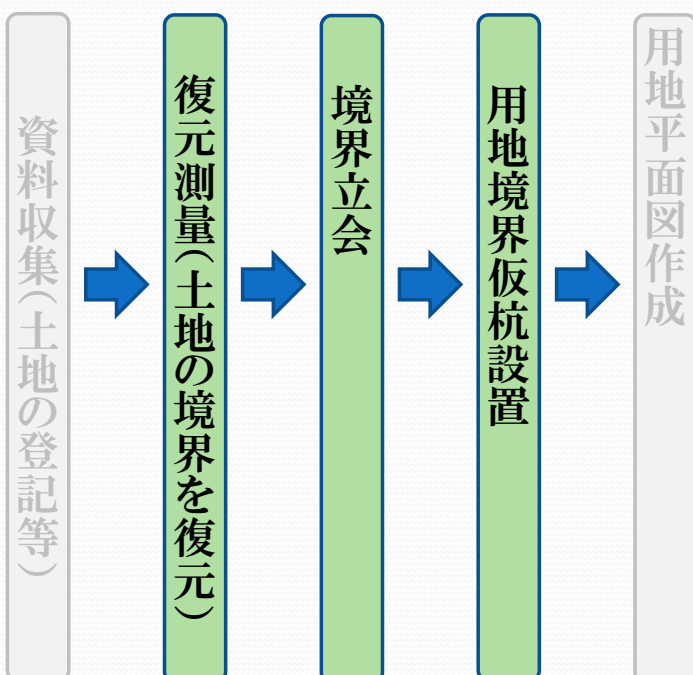 資料収集(土地の登記等)
復元測量(土地の境界を復元)
境界立会
用地境界仮杭設置
用地平面図作成